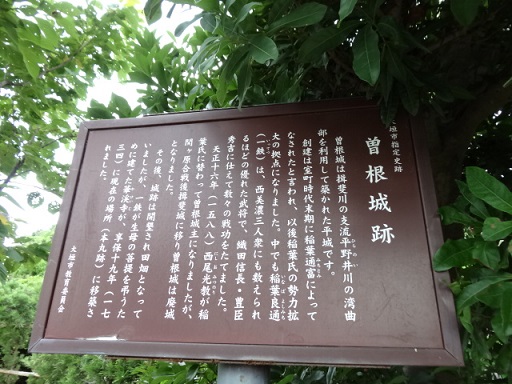 大垣市指定史跡
曽根城跡
曽根城は揖斐川の支流平野井川の湾曲
部を利用して築かれた平城です。
創建は室町時代末期に稲葉通富によって
なされたと言われ、以後稲葉氏の勢力拡
大の拠点になりました。中でも稲葉良通
（一鉄）は、西美濃三人衆にも数えられ
るほどの優れた武将で、織田信長・豊臣
秀吉に仕えて数々の戦功をたてました。
天正十六年（一五八八）西尾光教が稲
葉氏に替わって曽根城主になりましたが、
関ヶ原合戦後揖斐城に移り曽根城は廃城
となりました。
その後、城跡は開墾され田畑となって
いましたが、一鉄が生母の菩提を弔うた
めに建てた華渓寺が、享保十九年（一七
三四）に現在の場所（本丸跡）に移築さ
れました。
大垣市教育委員会